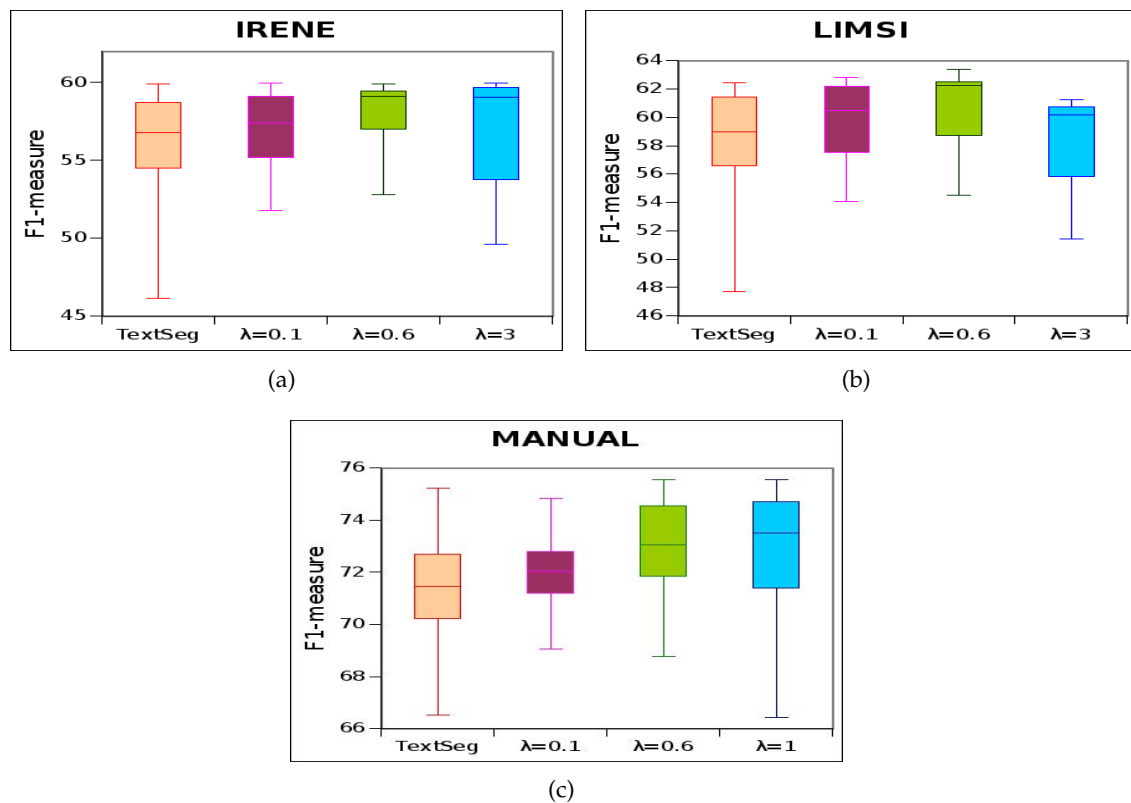 IRENE
F1-measure
60
55
50
45
TextSeg λ=0.1 λ=0.6 λ=3
(a)
LIMSI
F1-measure
64
62
60
58
56
54
52
50
48
46
TextSeg λ=0.1 λ=0.6 λ=3
(b)
MANUAL
F1-measure
76
74
72
70
68
66
TextSeg λ=0.1 λ=0.6 λ=1
(c)